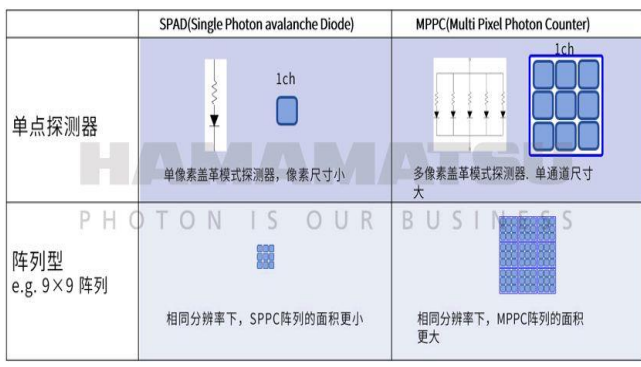 SPAD(Single Photon avalanche Diode)
MPPC(Multi Pixel Photon Counter)
单点探测器
1ch
1ch
单像素盖革模式探测器，像素尺寸小
多像素盖革模式探测器. 单通道尺寸
大
HAMAMATSU
PHOTON IS OUR BUSINESS
阵列型
e.g. 9×9 阵列
相同分辨率下，SPPC阵列的面积更小
相同分辨率下，MPPC阵列的面积
更大